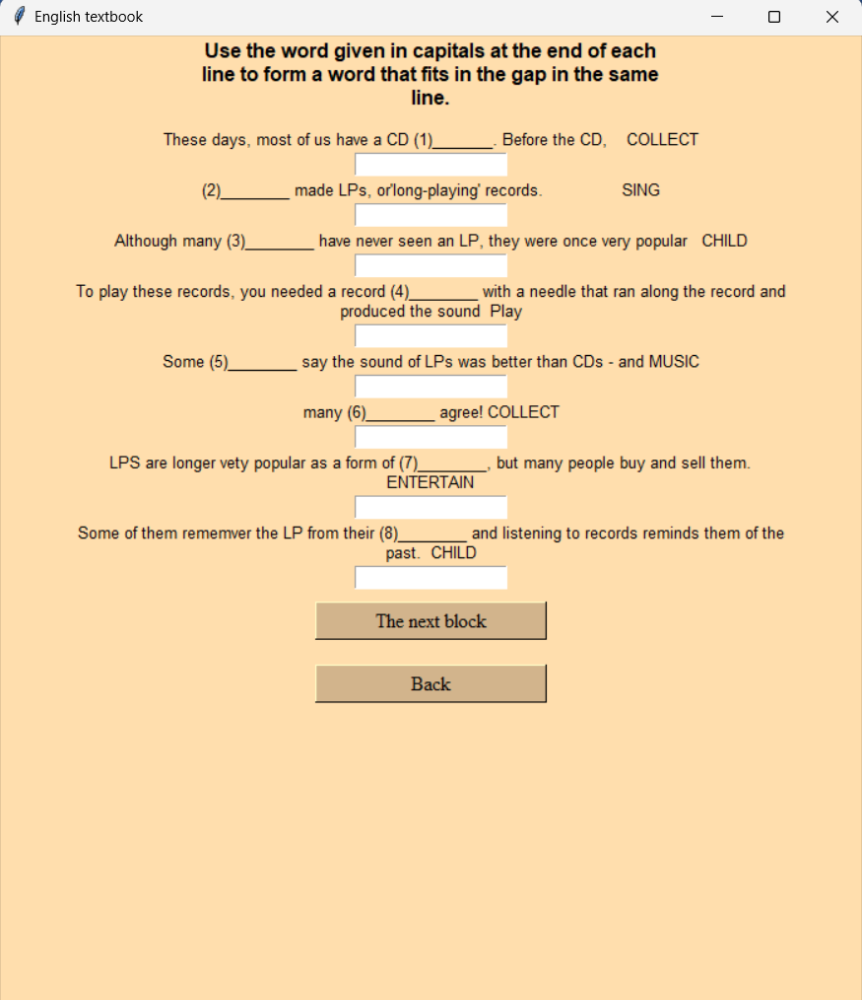 English textbook
Use the word given in capitals at the end of each
line to form a word that fits in the gap in the same
line.
These days, most of us have a CD (1)_______. Before the CD, COLLECT
(2)________ made LPs, or'long-playing' records. SING
Although many (3)________ have never seen an LP, they were once very popular CHILD
To play these records, you needed a record (4)________ with a needle that ran along the record and
produced the sound Play
Some (5)________ say the sound of LPs was better than CDs - and MUSIC
many (6)________ agree! COLLECT
LPS are longer vety popular as a form of (7)________, but many people buy and sell them.
ENTERTAIN
Some of them rememver the LP from their (8)________ and listening to records reminds them of the
past. CHILD
The next block
Back